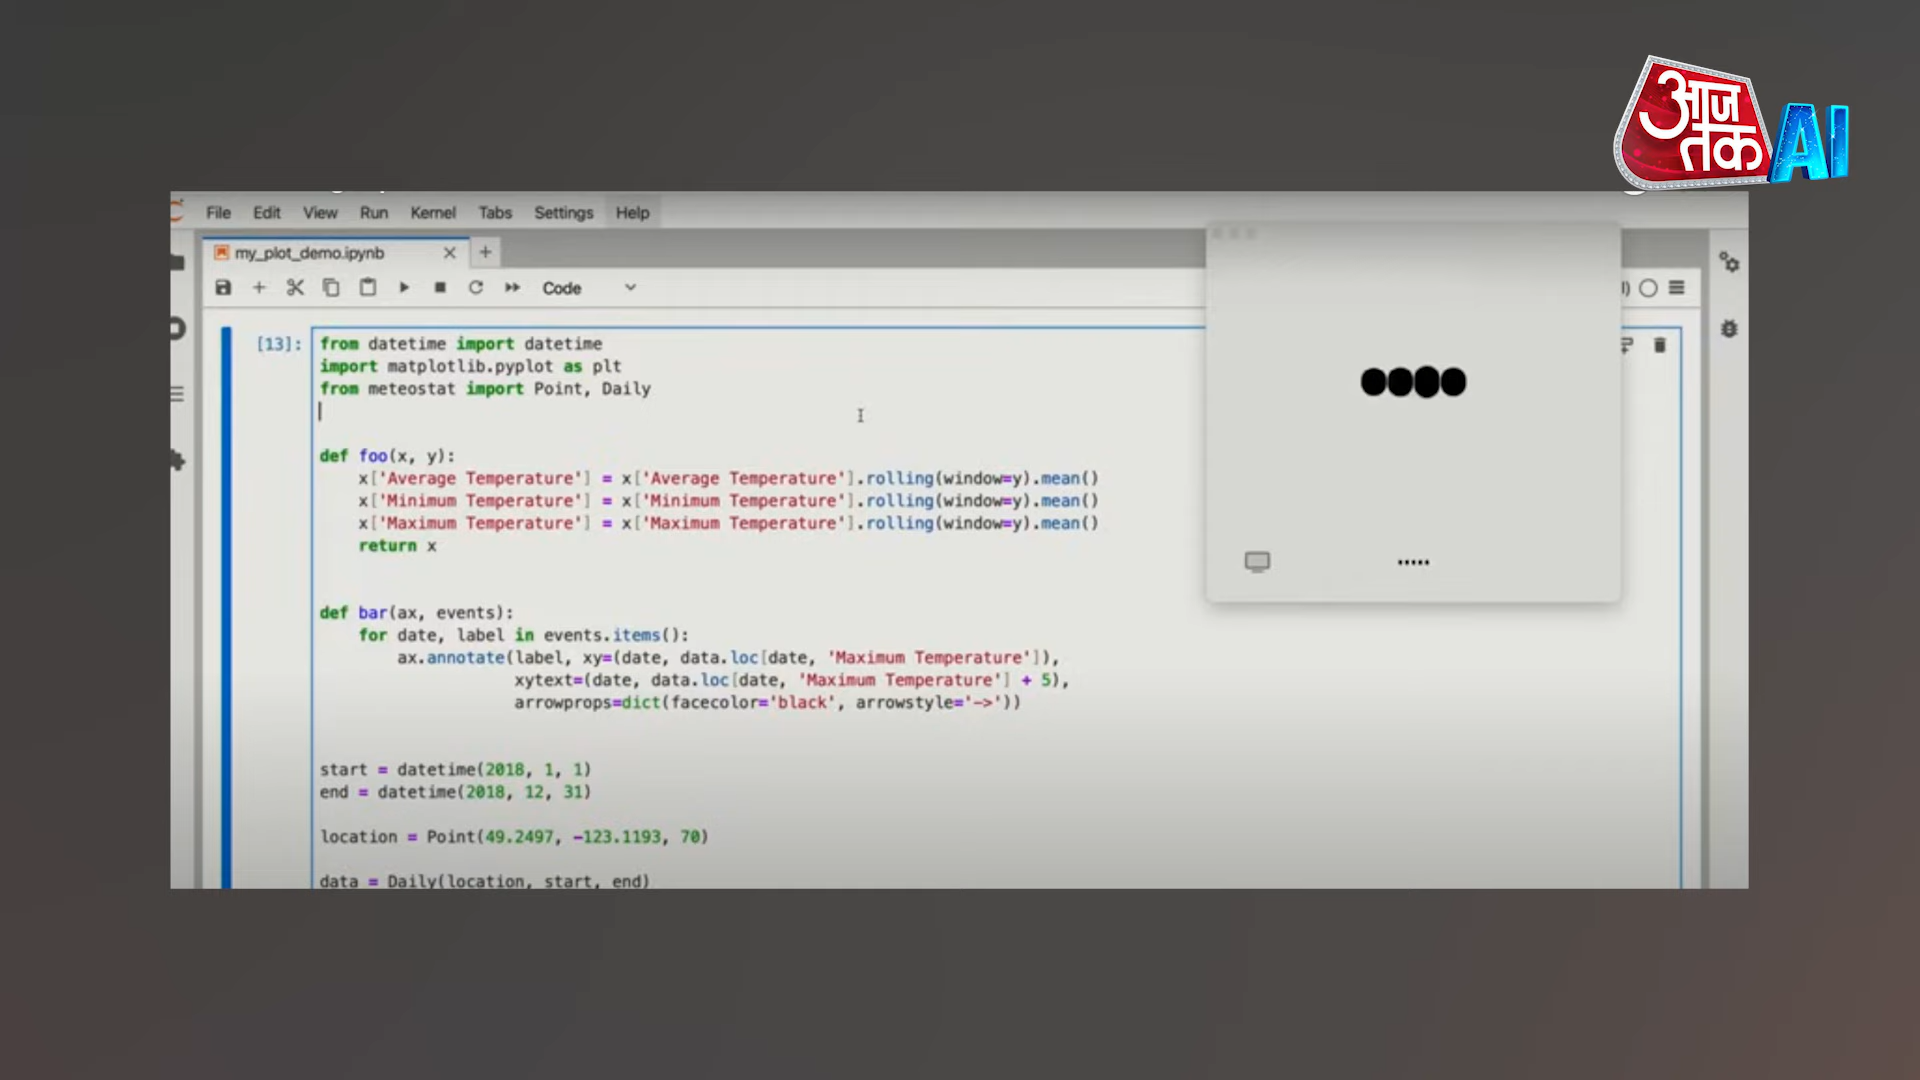 आज
तक AI
File Edit View Run Kernel Tabs Settings Help
my_plot_demo.ipynb
Code
[13]:
from datetime import datetime
import matplotlib.pyplot as plt
from meteostat import Point, Daily
def foo(x, y):
x['Average Temperature'] = x['Average Temperature'].rolling(window=y).mean()
x['Minimum Temperature'] = x['Minimum Temperature'].rolling(window=y).mean()
x['Maximum Temperature'] = x['Maximum Temperature'].rolling(window=y).mean()
return x
def bar(ax, events):
for date, label in events.items():
ax.annotate(label, xy=(date, data.loc[date, 'Maximum Temperature']),
xytext=(date, data.loc[date, 'Maximum Temperature'] + 5),
arrowprops=dict(facecolor='black', arrowstyle='->'))
start = datetime(2018, 1, 1)
end = datetime(2018, 12, 31)
location = Point(49.2497, -123.1193, 70)
data = Daily(location, start, end)